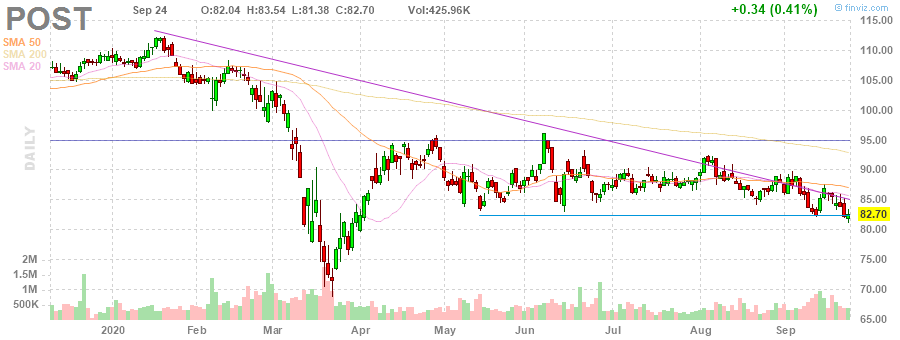 POST Sep 24 O:82.04 H:83.54 L:81.38 C:82.70 Vol:425.96K +0.34 (0.41%) © finviz.com
SMA 50
SMA 200
SMA 20
DAILY
115.00
110.00
105.00
100.00
95.00
90.00
85.00
82.70
80.00
75.00
70.00
65.00
2M
1.5M
1M
500K
2020 Feb Mar Apr May Jun Jul Aug Sep